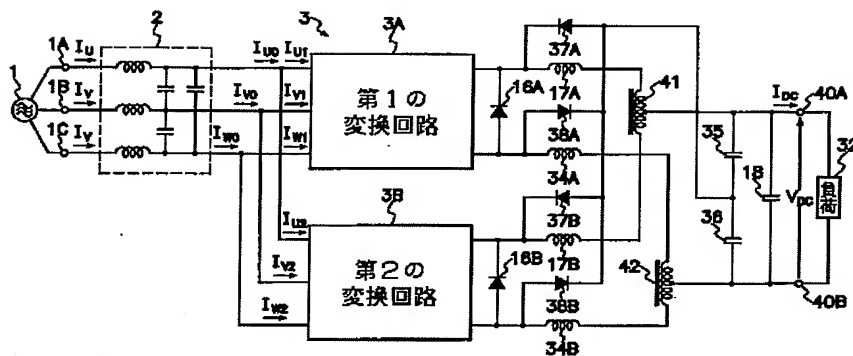 2
3
3A
1
1A
1B
1C
I_U
I_V
I_V
I_U0
I_U1
I_V0
I_V1
I_W0
I_W1
第1の
変換回路
16A
37A
17A
38A
34A
41
I_DC
40A
35
36
18
V_DC
32
負荷
40B
3B
I_U2
I_V2
I_W2
第2の
変換回路
16B
37B
17B
38B
34B
42